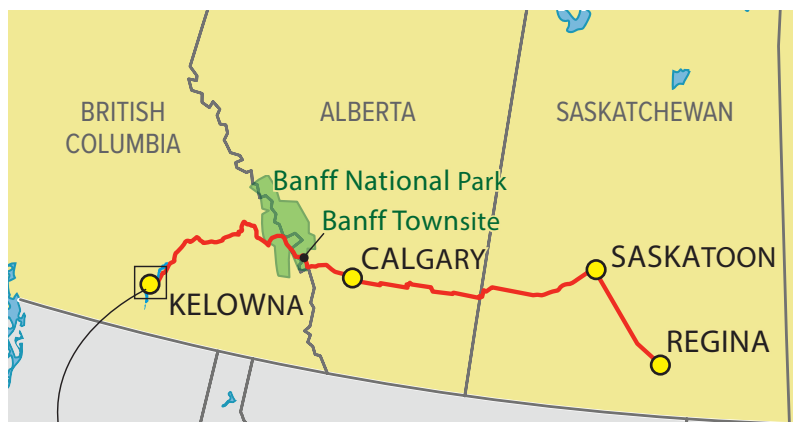 BRITISH
COLUMBIA
ALBERTA
SASKATCHEWAN
Banff National Park
Banff Townsite
CALGARY
SASKATOON
KELOWNA
REGINA